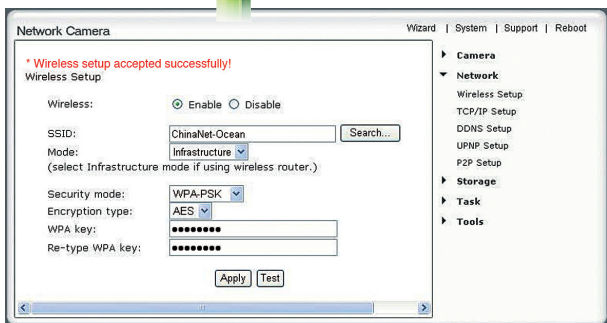 Network Camera
Wizard | System | Support | Reboot
* Wireless setup accepted successfully!
Wireless Setup
Wireless: Enable Disable
SSID: ChinaNet-Ocean Search...
Mode: Infrastructure
(select Infrastructure mode if using wireless router.)
Security mode: WPA-PSK
Encryption type: AES
WPA key: ●●●●●●●●
Re-type WPA key: ●●●●●●●●
Apply Test
Camera
Network
Wireless Setup
TCP/IP Setup
DDNS Setup
UPNP Setup
P2P Setup
Storage
Task
Tools